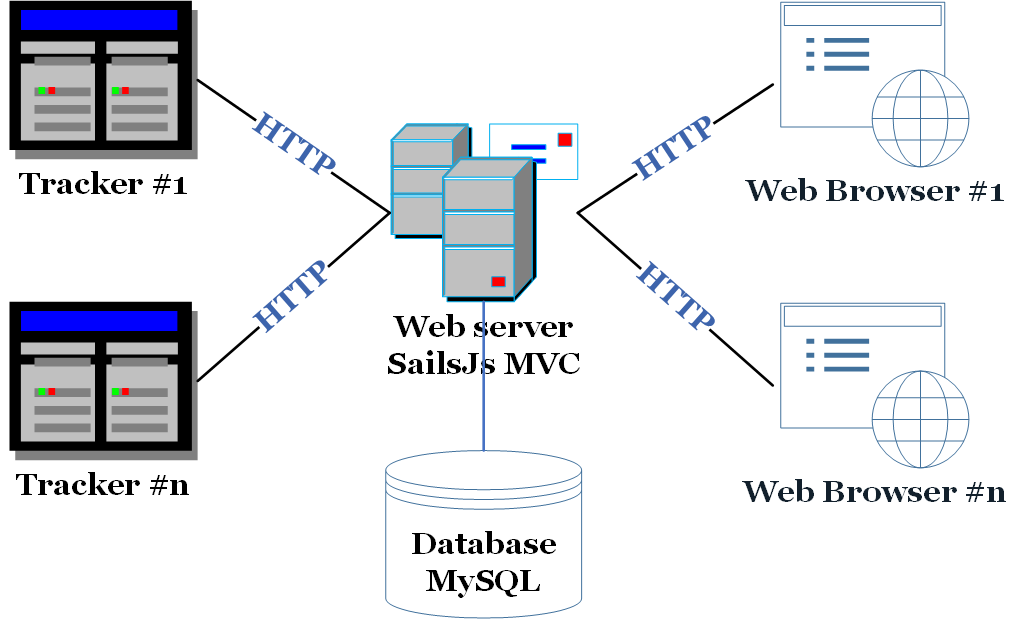 HTTP
HTTP
Tracker #1
Web Browser #1
HTTP
HTTP
Web server
SailsJs MVC
Tracker #n
Web Browser #n
Database
MySQL